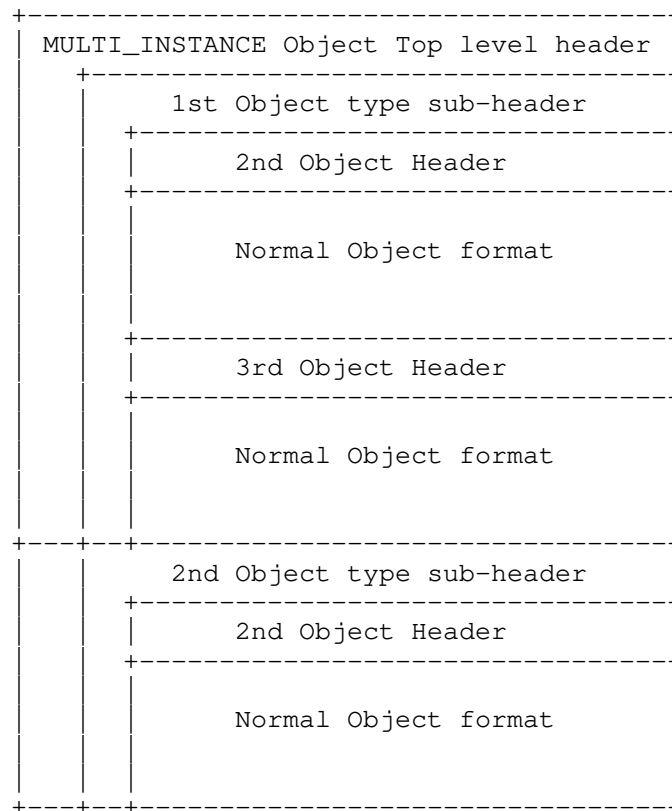 MULTI_INSTANCE Object Top level header
1st Object type sub-header
2nd Object Header
Normal Object format
3rd Object Header
Normal Object format
2nd Object type sub-header
2nd Object Header
Normal Object format